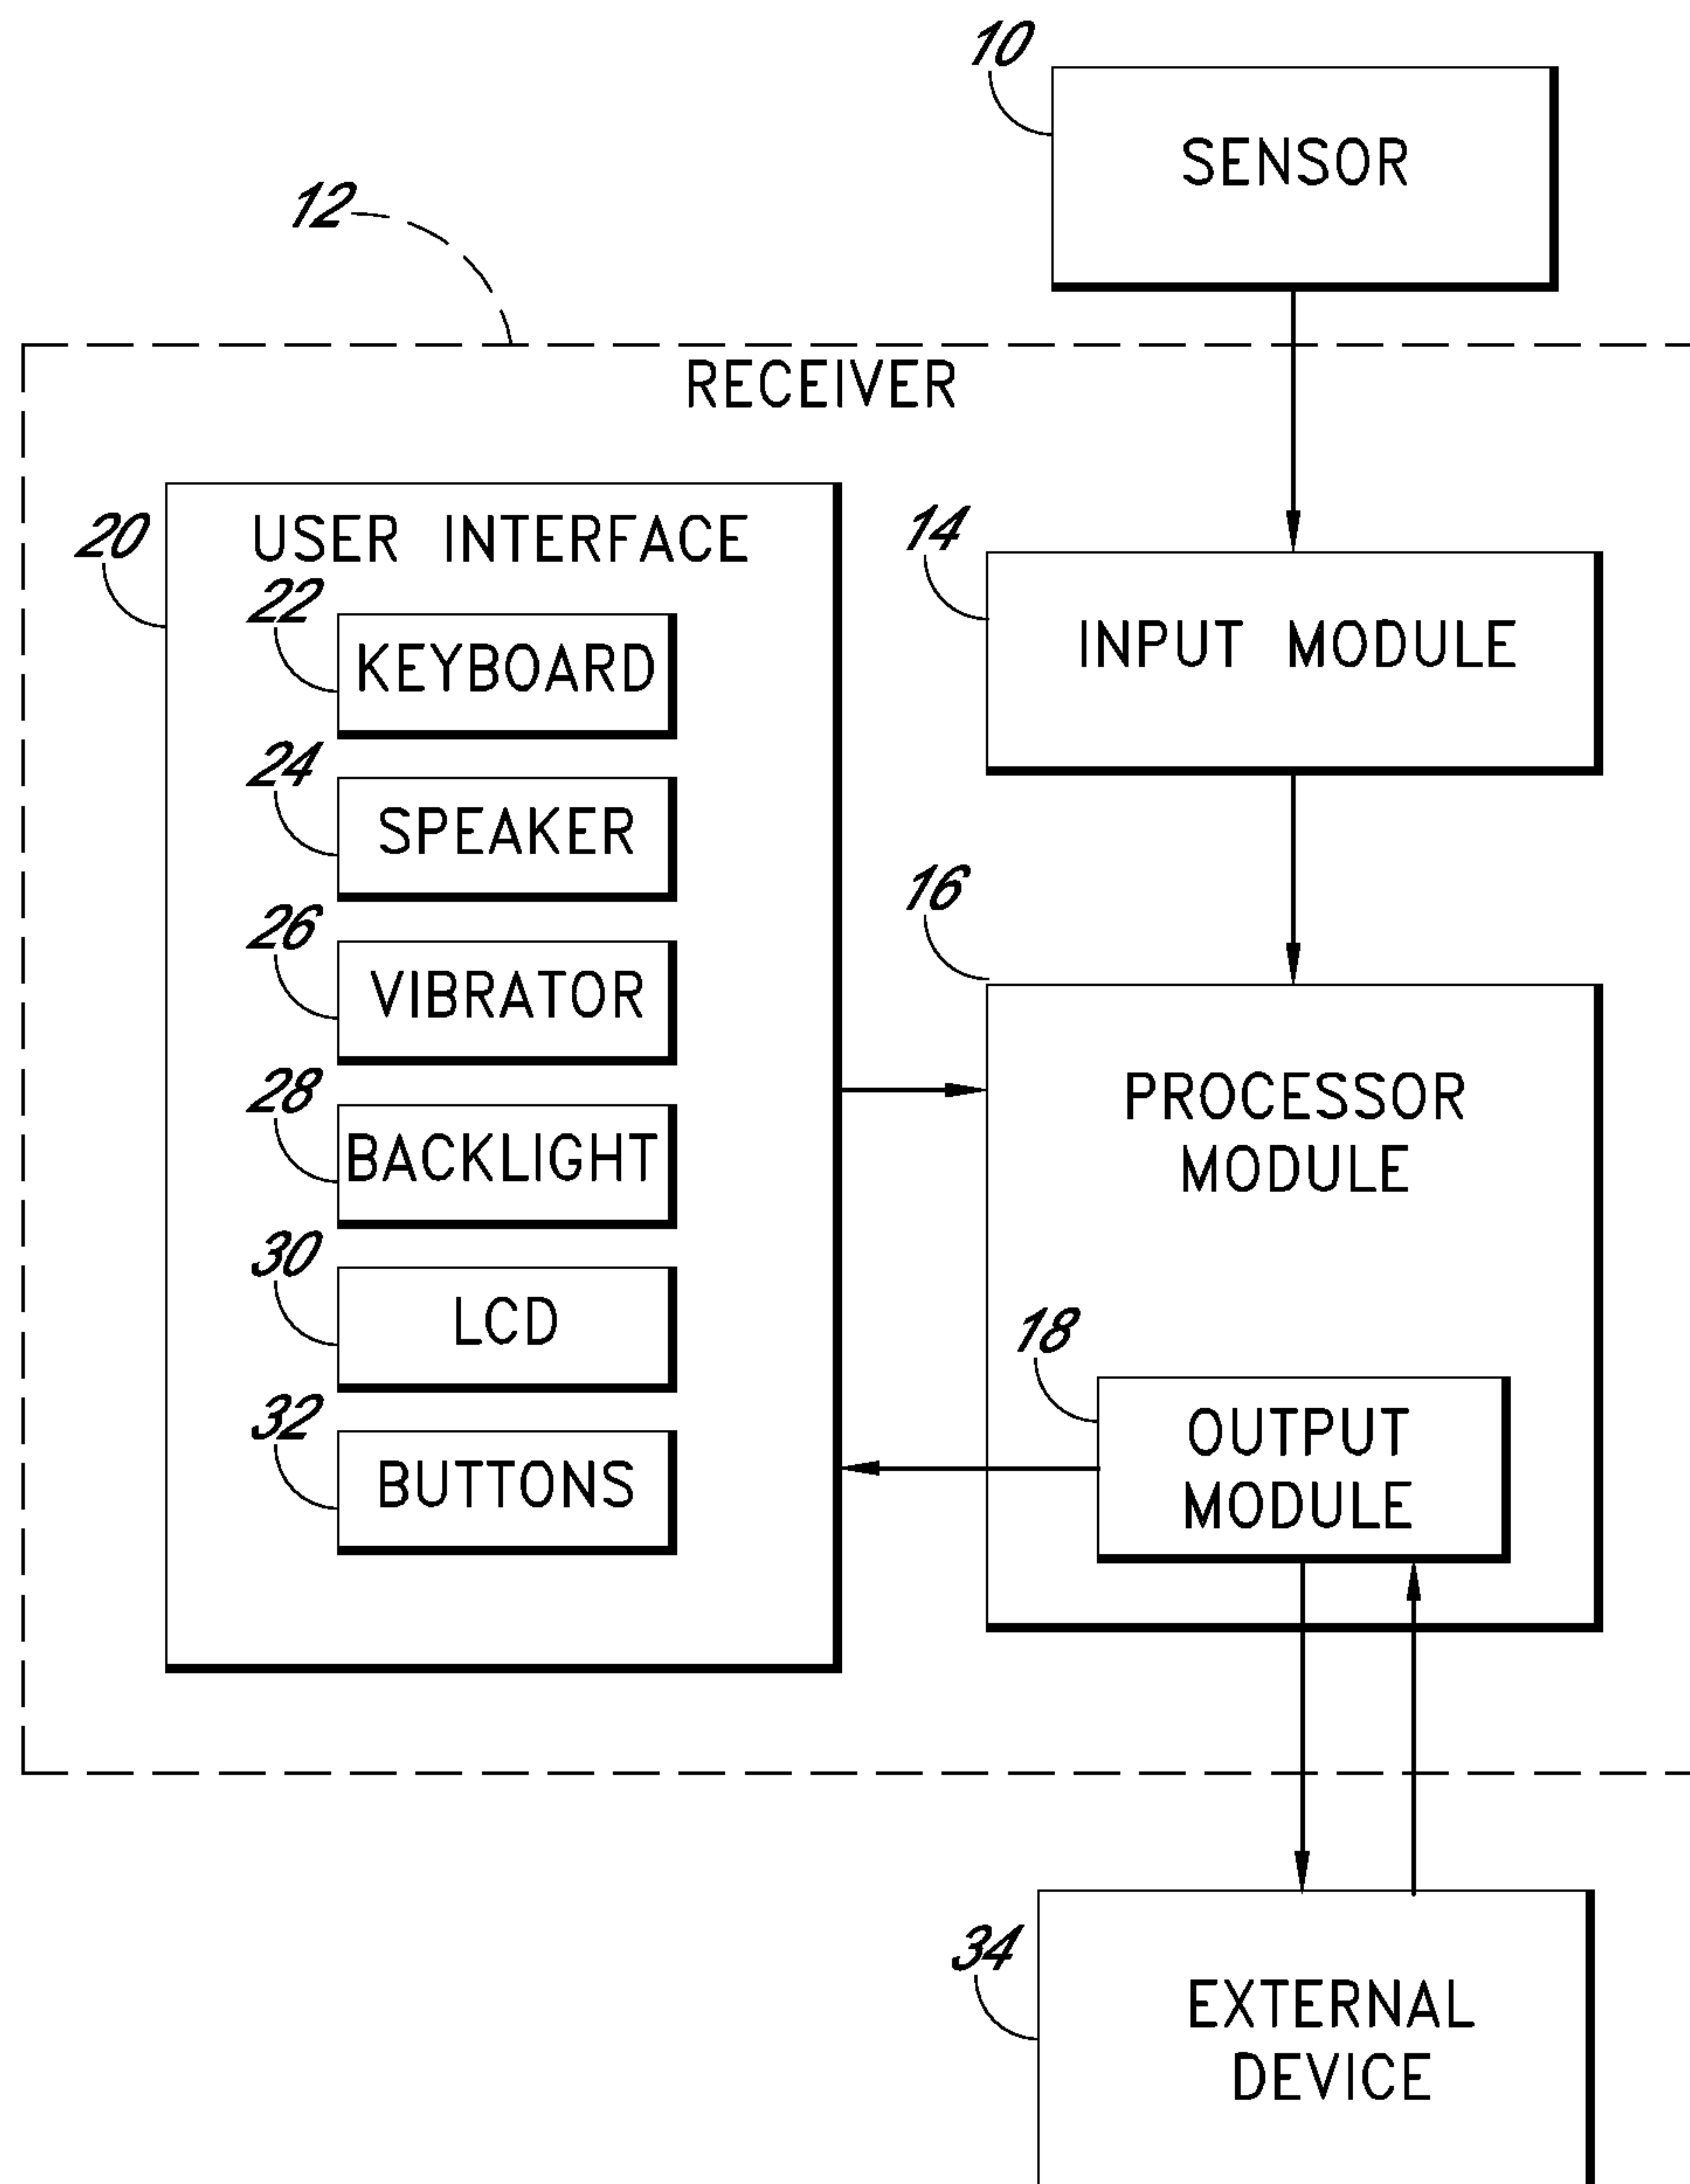 10
SENSOR
12
RECEIVER
20
USER INTERFACE
22
KEYBOARD
24
SPEAKER
26
VIBRATOR
28
BACKLIGHT
30
LCD
32
BUTTONS
14
INPUT MODULE
16
PROCESSOR
MODULE
18
OUTPUT
MODULE
34
EXTERNAL
DEVICE